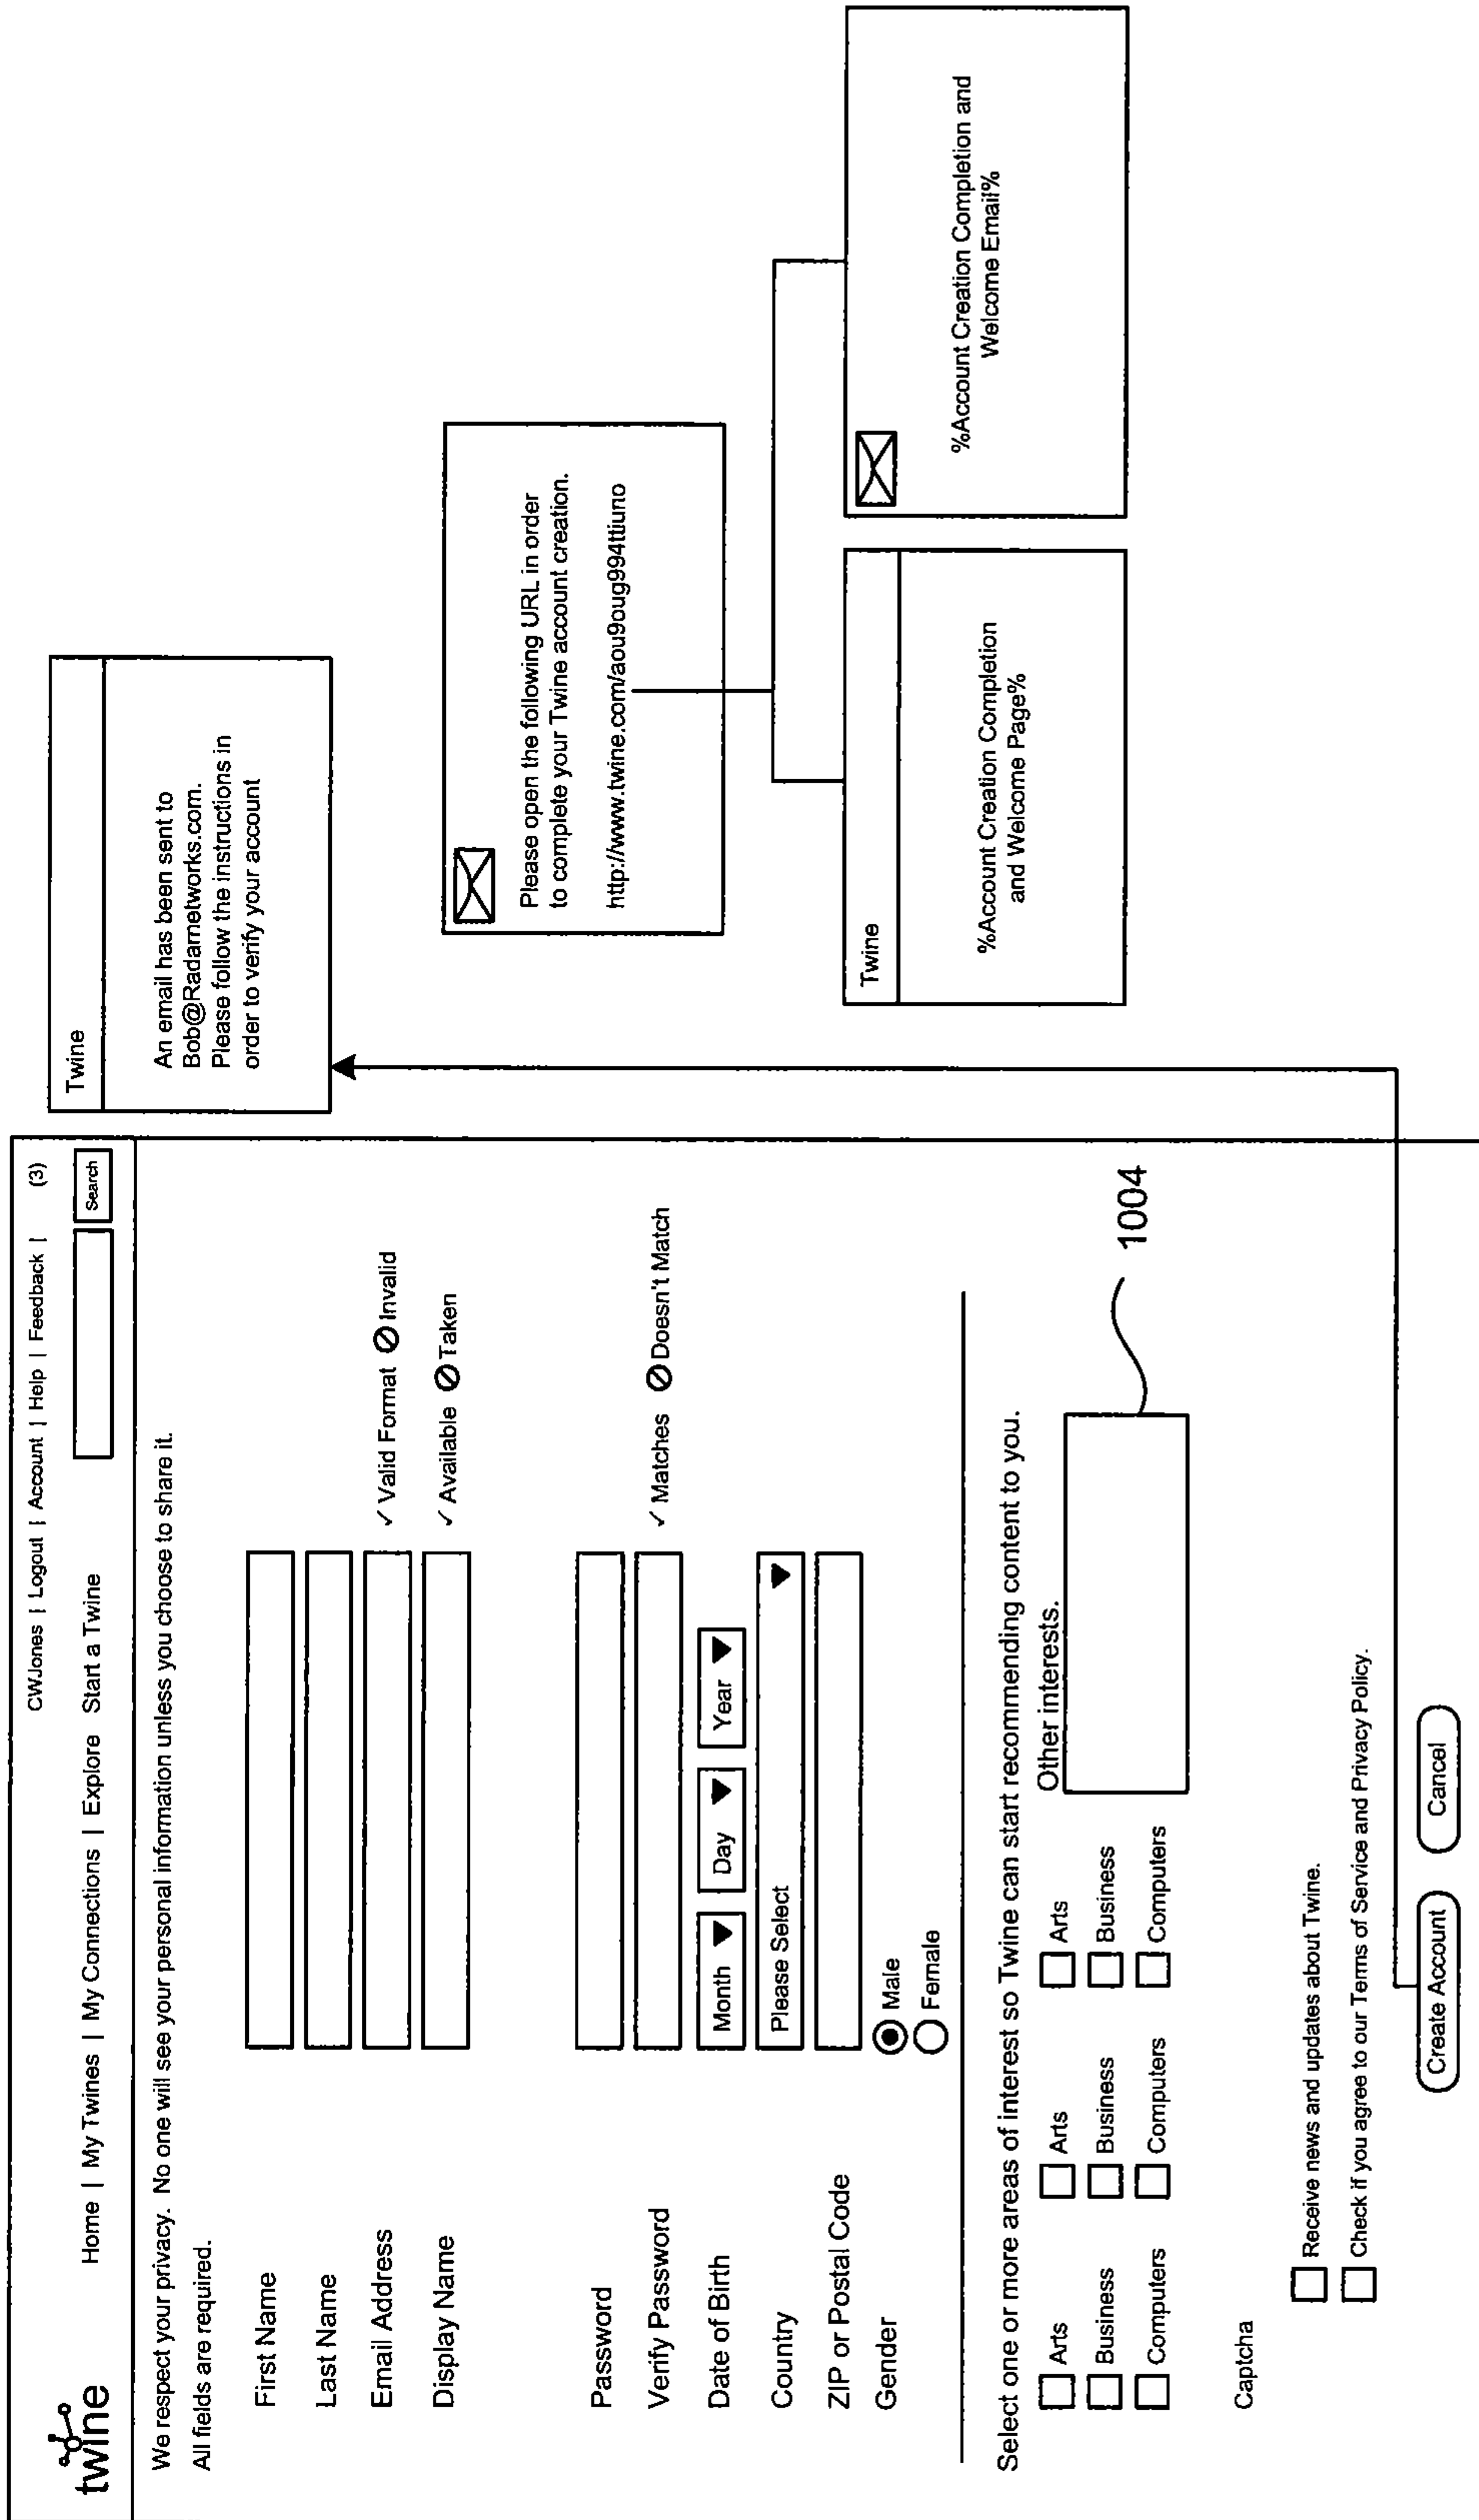 CWJones | Logout | Account | Help | Feedback | (3)
twine
Home | My Twines | My Connections | Explore Start a Twine
Search
We respect your privacy. No one will see your personal information unless you choose to share it.
All fields are required.
First Name
Last Name
Email Address ✓ Valid Format ⊘ Invalid
Display Name ✓ Available ⊘ Taken
Password
Verify Password ✓ Matches ⊘ Doesn't Match
Date of Birth Month ▼ Day ▼ Year ▼
Country Please Select ▼
ZIP or Postal Code
Gender Male
Female
Select one or more areas of interest so Twine can start recommending content to you.
Arts Arts Arts Other interests.
Business Business Business
Computers Computers Computers
1004
Captcha
Receive news and updates about Twine.
Check if you agree to our Terms of Service and Privacy Policy.
Create Account Cancel
Twine
An email has been sent to
Bob@Radarnetworks.com.
Please follow the instructions in
order to verify your account
Please open the following URL in order
to complete your Twine account creation.
http://www.twine.com/aou9oug994ttiuno
Twine
%Account Creation Completion
and Welcome Page%
%Account Creation Completion and
Welcome Email%